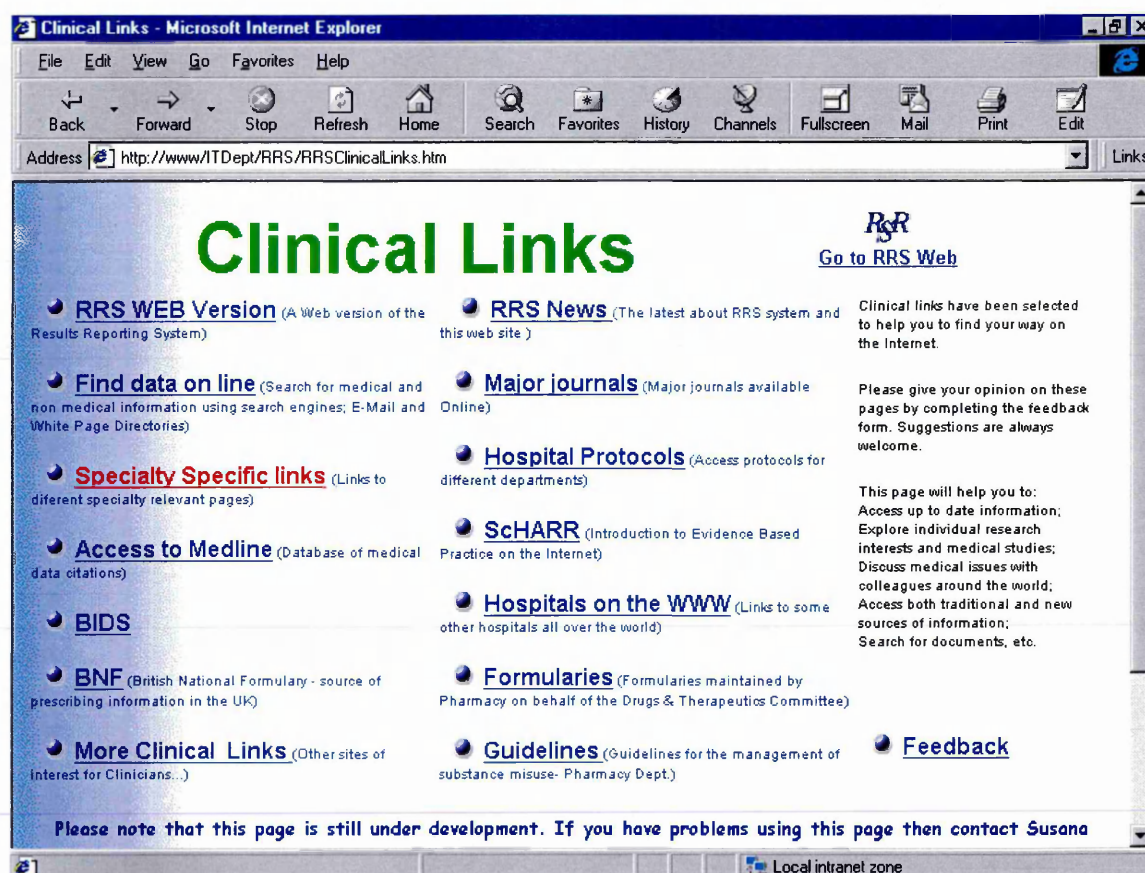 Clinical Links - Microsoft Internet Explorer
File Edit View Go Favorites Help
Back Forward Stop Refresh Home Search Favorites History Channels Fullscreen Mail Print Edit
Address http://www/ITDept/RRS/RRSClinicalLinks.htm Links
Clinical Links
RSR
Go to RRS Web
RRS WEB Version (A Web version of the
Results Reporting System)
Find data on line (Search for medical and
non medical information using search engines; E-Mail and
White Page Directories)
Specialty Specific links (Links to
diferent specialty relevant pages)
Access to Medline (Database of medical
data citations)
BIDS
BNF (British National Formulary - source of
prescribing information in the UK)
More Clinical Links (Other sites of
interest for Clinicians...)
RRS News (The latest about RRS system and
this web site )
Major journals (Major journals available
Online)
Hospital Protocols (Access protocols for
different departments)
ScHARR (Introduction to Evidence Based
Practice on the Internet)
Hospitals on the WWW (Links to some
other hospitals all over the world)
Formularies (Formularies maintained by
Pharmacy on behalf of the Drugs & Therapeutics Committee)
Guidelines (Guidelines for the management of
substance misuse- Pharmacy Dept.)
Clinical links have been selected
to help you to find your way on
the Internet.
Please give your opinion on these
pages by completing the feedback
form. Suggestions are always
welcome.
This page will help you to:
Access up to date information;
Explore individual research
interests and medical studies;
Discuss medical issues with
colleagues around the world;
Access both traditional and new
sources of information;
Search for documents, etc.
Feedback
Please note that this page is still under development. If you have problems using this page then contact Susana
Local intranet zone